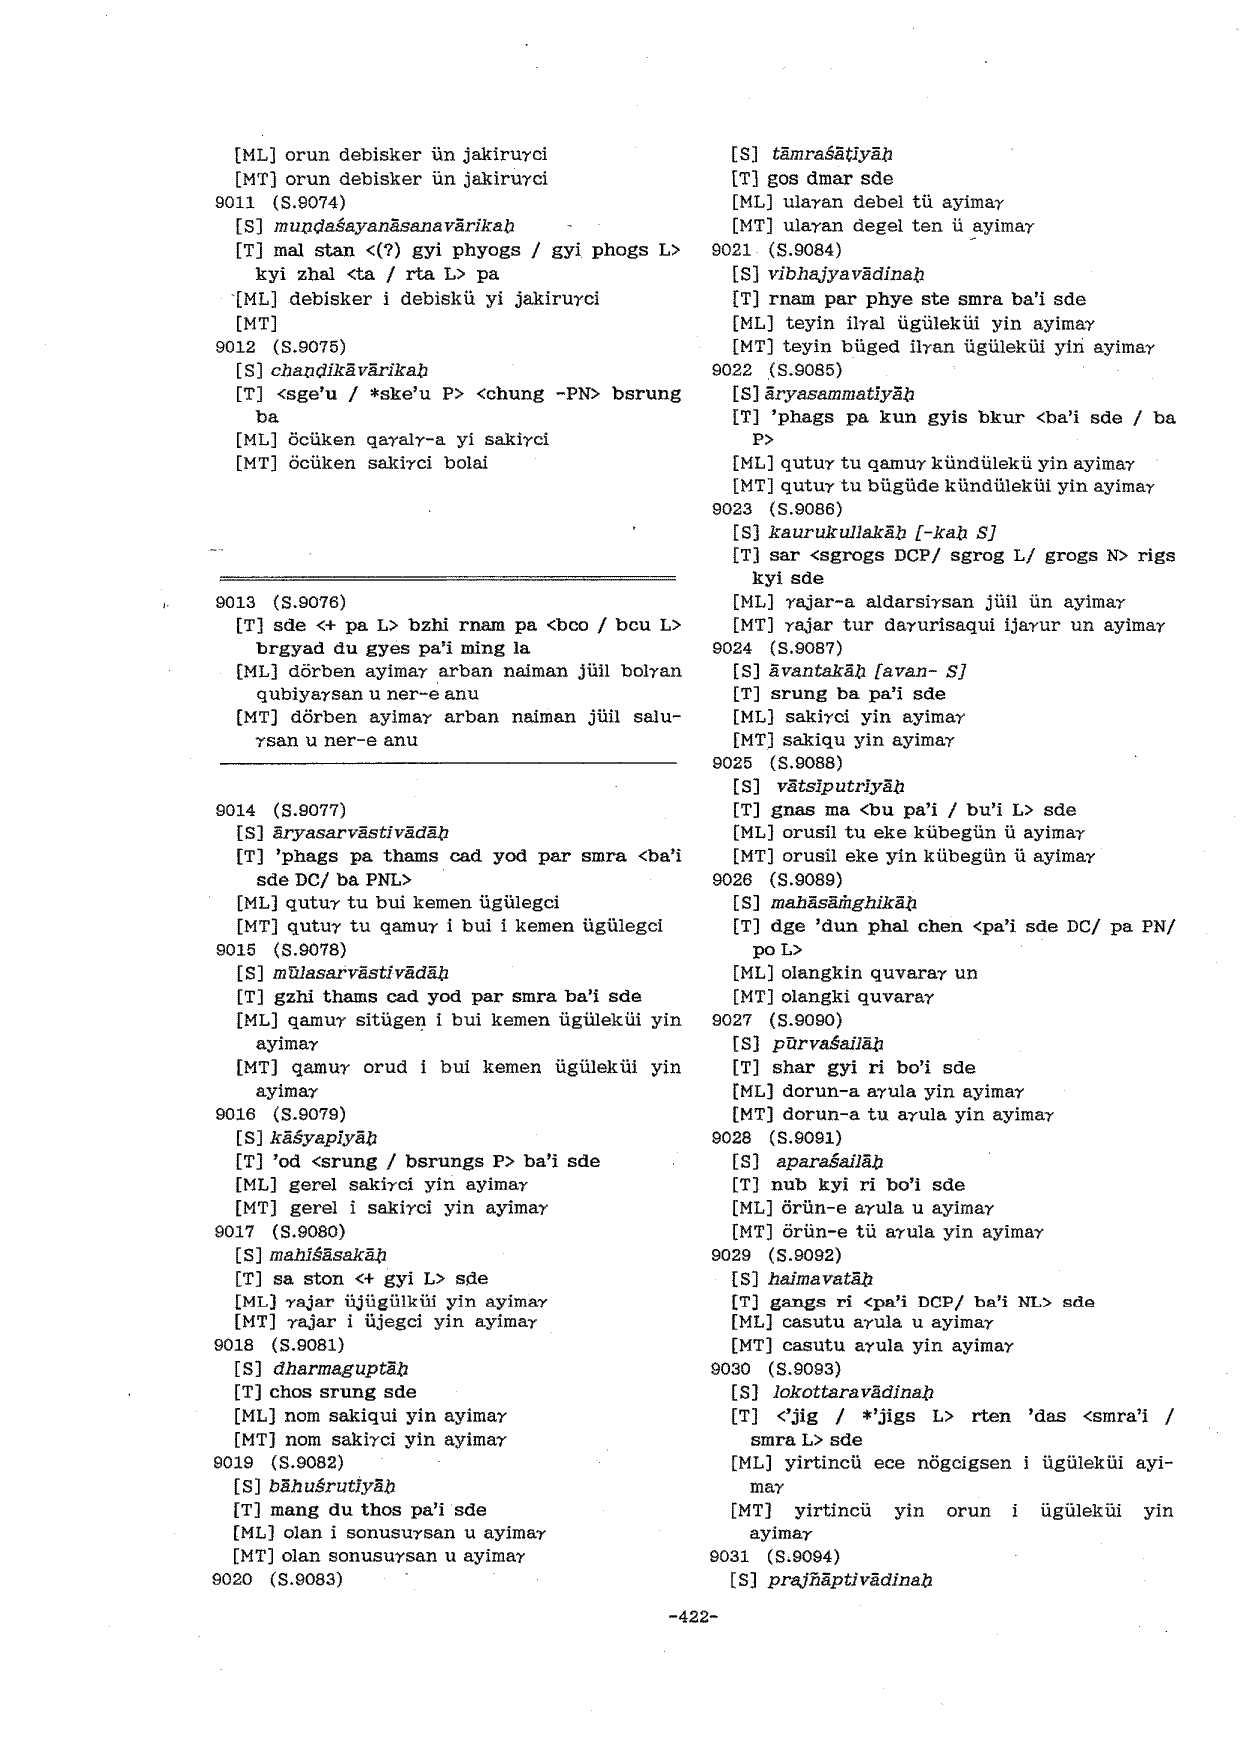 [ML] orun debisker ün jakiruγci
[MT] orun debisker ün jakiruγci
9011 (S.9074)
[S] muṇḍaśayanāsanavārikaḥ
[T] mal stan <(?) gyi phyogs / gyi phogs L>
kyi zhal <ta / rta L> pa
[ML] debisker i debiskü yi jakiruγci
[MT]
9012 (S.9075)
[S] chaṇḍikāvārikaḥ
[T] <sge'u / *ske'u P> <chung -PN> bsrung
ba
[ML] öcüken qaγalγ-a yi sakiγci
[MT] öcüken sakiγci bolai
9013 (S.9076)
[T] sde <+ pa L> bzhi rnam pa <bco / bcu L>
brgyad du gyes pa'i ming la
[ML] dörben ayimaγ arban naiman jüil bolγan
qubiyaγsan u ner-e anu
[MT] dörben ayimaγ arban naiman jüil salu-
γsan u ner-e anu
9014 (S.9077)
[S] āryasarvāstivādāḥ
[T] 'phags pa thams cad yod par smra <ba'i
sde DC/ ba PNL>
[ML] qutuγ tu bui kemen ügülegci
[MT] qutuγ tu qamuγ i bui i kemen ügülegci
9015 (S.9078)
[S] mūlasarvāstivādāḥ
[T] gzhi thams cad yod par smra ba'i sde
[ML] qamuγ sitügen i bui kemen ügüleküi yin
ayimaγ
[MT] qamuγ orud i bui kemen ügüleküi yin
ayimaγ
9016 (S.9079)
[S] kāśyapīyāḥ
[T] 'od <srung / bsrungs P> ba'i sde
[ML] gerel sakiγci yin ayimaγ
[MT] gerel i sakiγci yin ayimaγ
9017 (S.9080)
[S] mahīśāsakāḥ
[T] sa ston <+ gyi L> sde
[ML] γajar üjügülküi yin ayimaγ
[MT] γajar i üjegci yin ayimaγ
9018 (S.9081)
[S] dharmaguptāḥ
[T] chos srung sde
[ML] nom sakiqui yin ayimaγ
[MT] nom sakiγci yin ayimaγ
9019 (S.9082)
[S] bāhuśrutīyāḥ
[T] mang du thos pa'i sde
[ML] olan i sonusuγsan u ayimaγ
[MT] olan sonusuγsan u ayimaγ
9020 (S.9083)
[S] tāmraśāṭīyāḥ
[T] gos dmar sde
[ML] ulaγan debel tü ayimaγ
[MT] ulaγan degel ten ü ayimaγ
9021 (S.9084)
[S] vibhajyavādinaḥ
[T] rnam par phye ste smra ba'i sde
[ML] teyin ilγal ügüleküi yin ayimaγ
[MT] teyin büged ilγan ügüleküi yin ayimaγ
9022 (S.9085)
[S] āryasammatīyāḥ
[T] 'phags pa kun gyis bkur <ba'i sde / ba
P>
[ML] qutuγ tu qamuγ kündülekü yin ayimaγ
[MT] qutuγ tu bügüde kündüleküi yin ayimaγ
9023 (S.9086)
[S] kaurukullakāḥ [-kaḥ S]
[T] sar <sgrogs DCP/ sgrog L/ grogs N> rigs
kyi sde
[ML] γajar-a aldarsiγsan jüil ün ayimaγ
[MT] γajar tur daγurisaqui ijaγur un ayimaγ
9024 (S.9087)
[S] āvantakāḥ [avan- S]
[T] srung ba pa'i sde
[ML] sakiγci yin ayimaγ
[MT] sakiqu yin ayimaγ
9025 (S.9088)
[S] vātsīputrīyāḥ
[T] gnas ma <bu pa'i / bu'i L> sde
[ML] orusil tu eke kübegün ü ayimaγ
[MT] orusil eke yin kübegün ü ayimaγ
9026 (S.9089)
[S] mahāsāṁghikāḥ
[T] dge 'dun phal chen <pa'i sde DC/ pa PN/
po L>
[ML] olangkin quvaraγ un
[MT] olangki quvaraγ
9027 (S.9090)
[S] pūrvaśailāḥ
[T] shar gyi ri bo'i sde
[ML] dorun-a aγula yin ayimaγ
[MT] dorun-a tu aγula yin ayimaγ
9028 (S.9091)
[S] aparaśailāḥ
[T] nub kyi ri bo'i sde
[ML] örün-e aγula u ayimaγ
[MT] örün-e tü aγula yin ayimaγ
9029 (S.9092)
[S] haimavatāḥ
[T] gangs ri <pa'i DCP/ ba'i NL> sde
[ML] casutu aγula u ayimaγ
[MT] casutu aγula yin ayimaγ
9030 (S.9093)
[S] lokottaravādinaḥ
[T] <'jig / *'jigs L> rten 'das <smra'i /
smra L> sde
[ML] yirtincü ece nögcigsen i ügüleküi ayi-
maγ
[MT] yirtincü yin orun i ügüleküi yin
ayimaγ
9031 (S.9094)
[S] prajñāptivādinaḥ
-422-